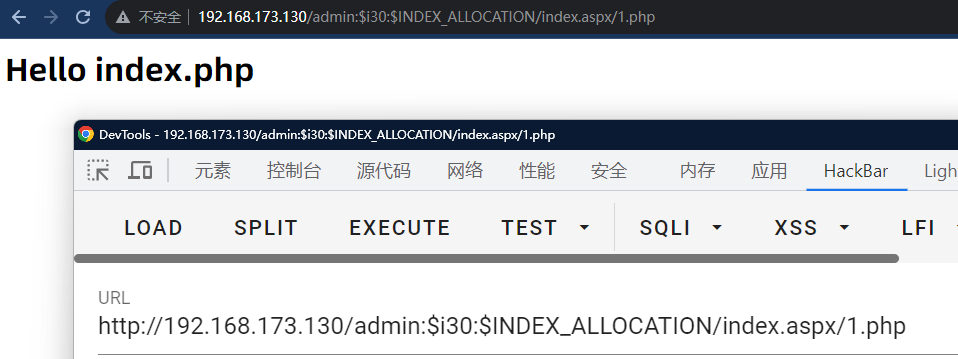 不安全 192.168.173.130/admin:$i30:$INDEX_ALLOCATION/index.aspx/1.php
Hello index.php
DevTools - 192.168.173.130/admin:$i30:$INDEX_ALLOCATION/index.aspx/1.php
元素 控制台 源代码 网络 性能 安全 内存 应用 HackBar Ligh
LOAD SPLIT EXECUTE TEST SQLI XSS LFI
URL
http://192.168.173.130/admin:$i30:$INDEX_ALLOCATION/index.aspx/1.php